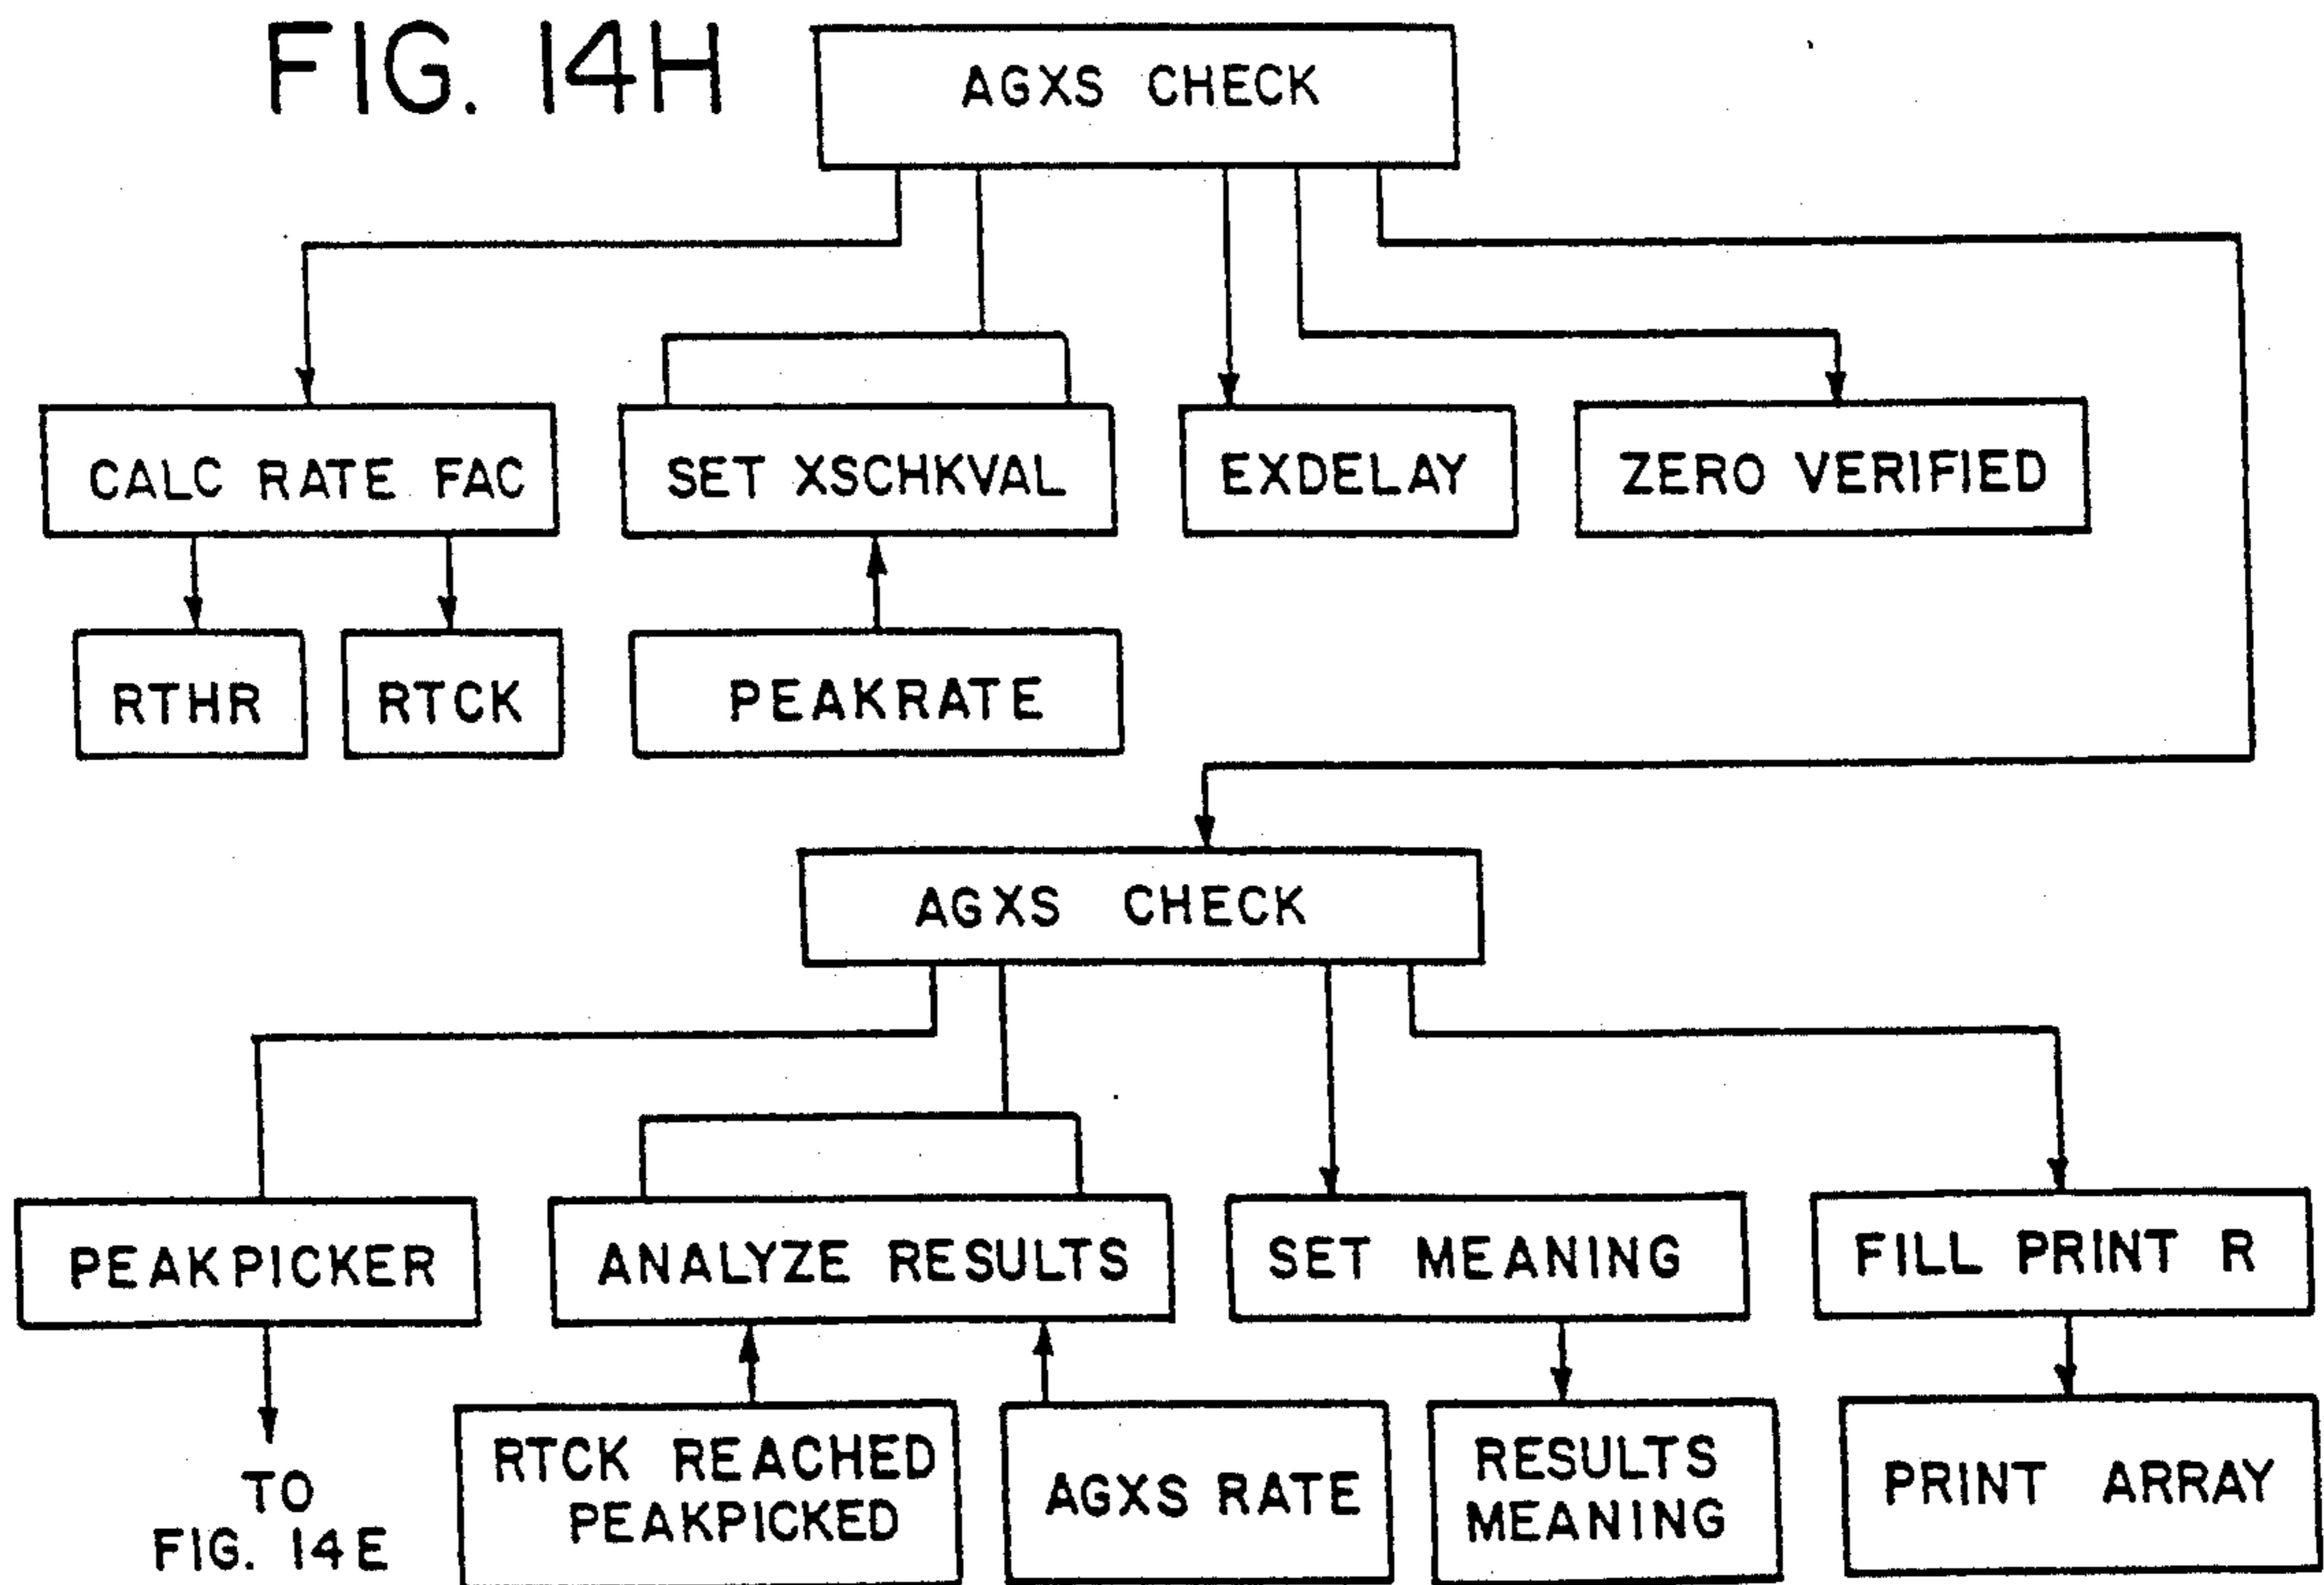 FIG. 14H
AGXS CHECK
CALC RATE FAC
SET XSCHKVAL
EXDELAY
ZERO VERIFIED
RTHR
RTCK
PEAKRATE
AGXS CHECK
PEAKPICKER
ANALYZE RESULTS
SET MEANING
FILL PRINT R
TO
FIG. 14E
RTCK REACHED
PEAKPICKED
AGXS RATE
RESULTS
MEANING
PRINT ARRAY